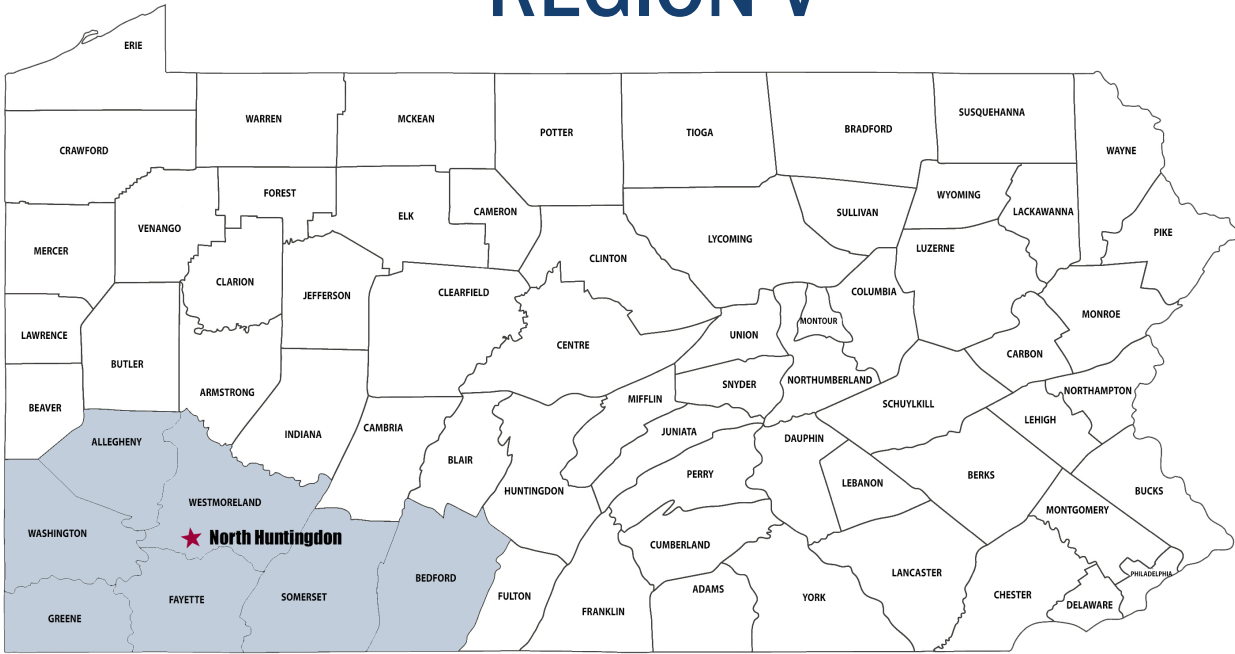 REGION V
ERIE
WARREN
MCKEAN
POTTER
TIOGA
BRADFORD
SUSQUEHANNA
WAYNE
CRAWFORD
FOREST
ELK
CAMERON
SULLIVAN
WYOMING
LACKAWANNA
PIKE
MERCER
VENANGO
CLARION
JEFFERSON
CLEARFIELD
CLINTON
LYCOMING
COLUMBIA
LUZERNE
MONROE
LAWRENCE
BUTLER
ARMSTRONG
CENTRE
UNION
MONTOUR
CARBON
BEAVER
INDIANA
CAMBRIA
BLAIR
MIFFLIN
SNYDER
NORTHUMBERLAND
SCHUYLKILL
LEHIGH
NORTHAMPTON
ALLEGHENY
JUNIATA
DAUPHIN
WESTMORELAND
HUNTINGDON
PERRY
LEBANON
BERKS
BUCKS
MONTGOMERY
WASHINGTON
North Huntingdon
CUMBERLAND
LANCASTER
PHILADELPHIA
GREENE
FAYETTE
SOMERSET
BEDFORD
FULTON
FRANKLIN
ADAMS
YORK
CHESTER
DELAWARE